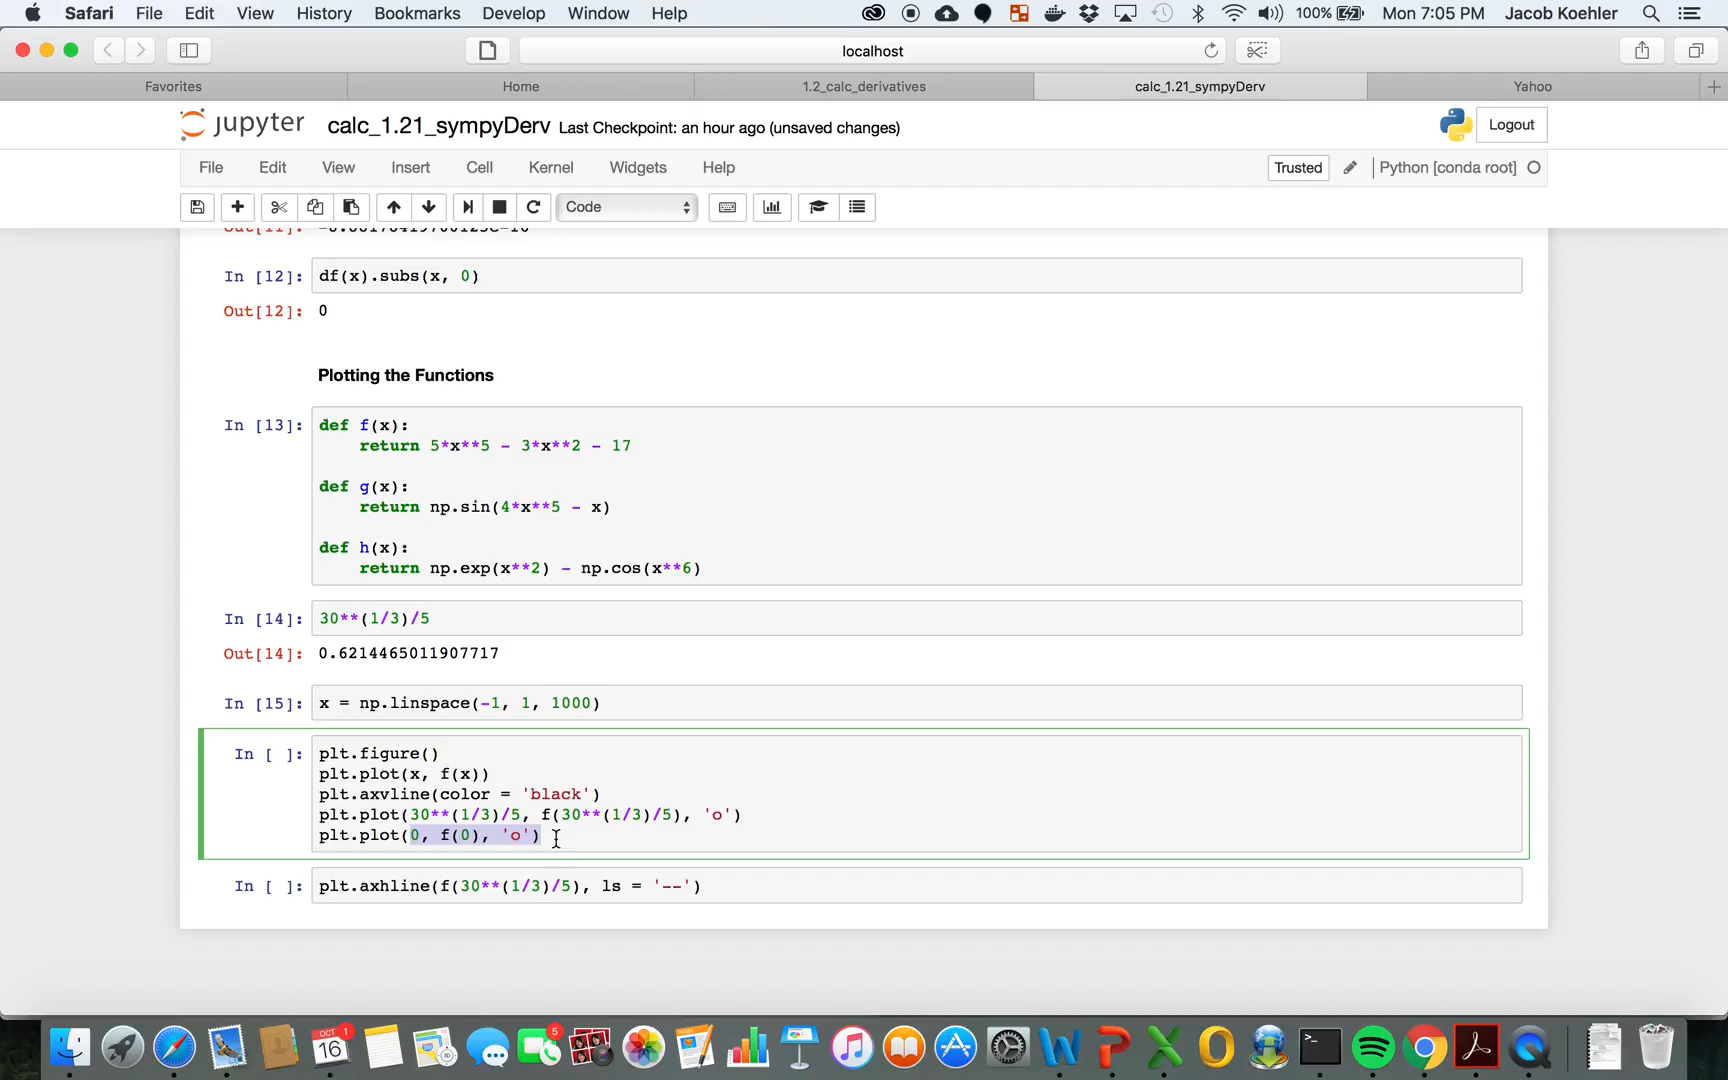 Safari File Edit View History Bookmarks Develop Window Help 100% Mon 7:05 PM Jacob Koehler
localhost
Favorites Home 1.2_calc_derivatives calc_1.21_sympyDerv Yahoo
jupyter calc_1.21_sympyDerv Last Checkpoint: an hour ago (unsaved changes) Logout
File Edit View Insert Cell Kernel Widgets Help Trusted Python [conda root]
Code
In [12]: df(x).subs(x, 0)
Out[12]: 0
Plotting the Functions
In [13]: def f(x):
return 5*x**5 - 3*x**2 - 17
def g(x):
return np.sin(4*x**5 - x)
def h(x):
return np.exp(x**2) - np.cos(x**6)
In [14]: 30**(1/3)/5
Out[14]: 0.6214465011907717
In [15]: x = np.linspace(-1, 1, 1000)
In [ ]: plt.figure()
plt.plot(x, f(x))
plt.axvline(color = 'black')
plt.plot(30**(1/3)/5, f(30**(1/3)/5), 'o')
plt.plot(0, f(0), 'o')
In [ ]: plt.axhline(f(30**(1/3)/5), ls = '--')
OCT 1
16
5